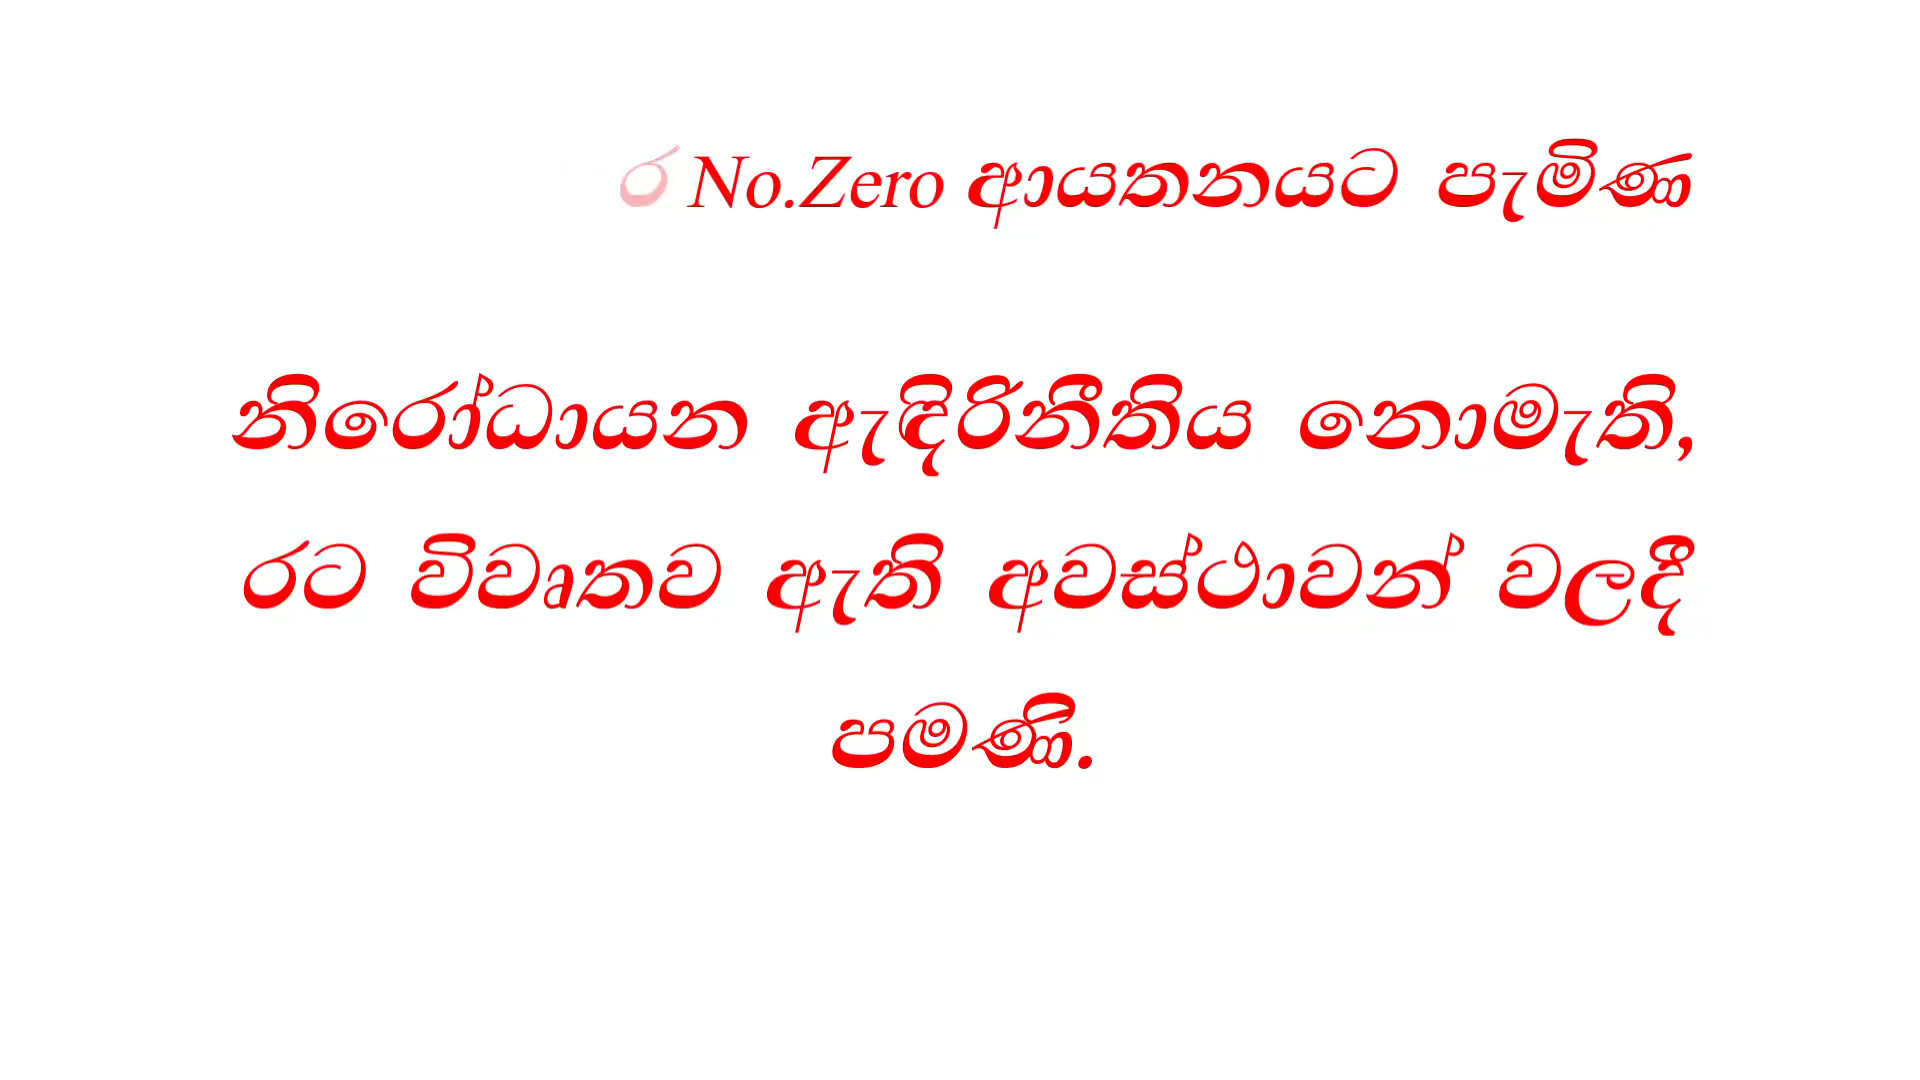 ර No.Zero ආයතනයට පැමිණ
නිරෝධායන ඇඳිරිනීතිය නොමැති,
රට විවෘතව ඇති අවස්ථාවන් වලදී
පමණි.